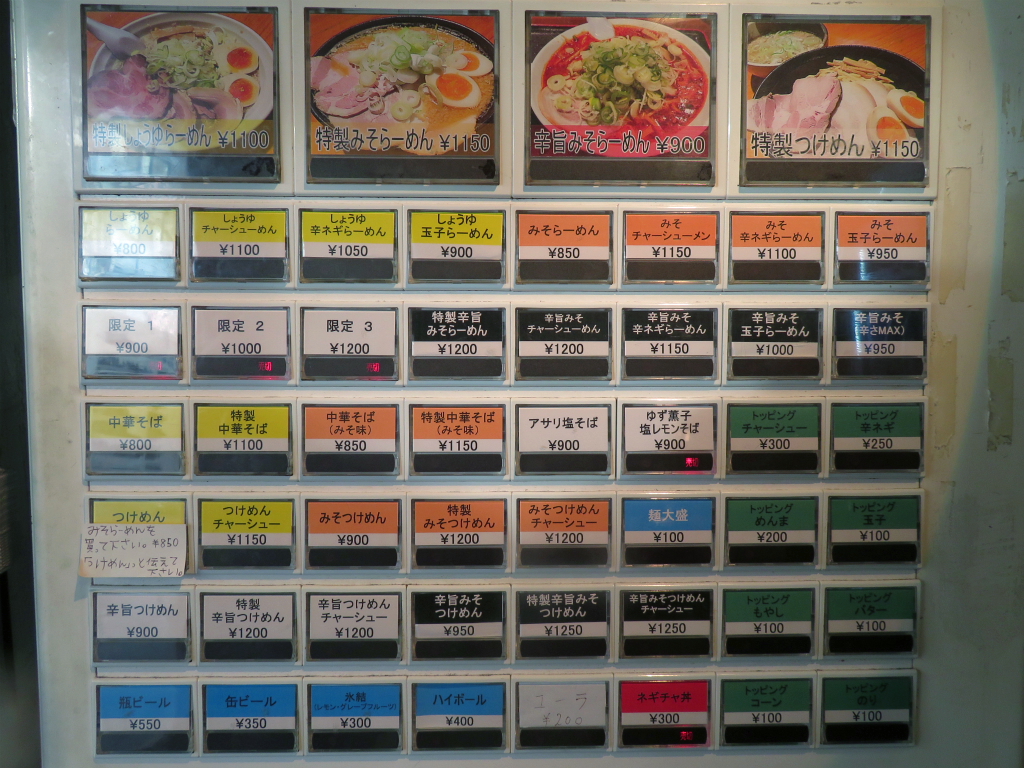 特製しょうゆらーめん ¥1100
特製みそらーめん ¥1150
辛旨みそらーめん ¥900
特製つけめん ¥1150
しょうゆ
らーめん
¥800
しょうゆ
チャーシューめん
¥1100
しょうゆ
辛ネギらーめん
¥1050
しょうゆ
玉子らーめん
¥900
みそらーめん
¥850
みそ
チャーシューメン
¥1150
みそ
辛ネギらーめん
¥1100
みそ
玉子らーめん
¥950
限定 1
¥900
限定 2
¥1000
売切
限定 3
¥1200
売切
特製辛旨
みそらーめん
¥1200
辛旨みそ
チャーシューめん
¥1200
辛旨みそ
辛ネギらーめん
¥1150
辛旨みそ
玉子らーめん
¥1000
辛旨みそ
(辛さMAX)
¥950
中華そば
¥800
特製
中華そば
¥1100
中華そば
(みそ味)
¥850
特製中華そば
(みそ味)
¥1150
アサリ塩そば
¥900
ゆず薫子
塩レモンそば
¥900
売切
トッピング
チャーシュー
¥300
トッピング
辛ネギ
¥250
つけめん
みそらーめんを
買って下さい。¥850
「つけめん」と伝えて
下さい。
つけめん
チャーシュー
¥1150
みそつけめん
¥900
特製
みそつけめん
¥1200
みそつけめん
チャーシュー
¥1200
麺大盛
¥100
トッピング
めんま
¥200
トッピング
玉子
¥100
辛旨つけめん
¥900
特製
辛旨つけめん
¥1200
辛旨つけめん
チャーシュー
¥1200
辛旨みそ
つけめん
¥950
特製辛旨みそ
つけめん
¥1250
辛旨みそつけめん
チャーシュー
¥1250
トッピング
もやし
¥100
トッピング
バター
¥100
瓶ビール
¥550
缶ビール
¥350
氷結
(レモン・グレープフルーツ)
¥300
ハイボール
¥400
コーラ
¥200
ネギチャ丼
¥300
売切
トッピング
コーン
¥100
トッピング
のり
¥100